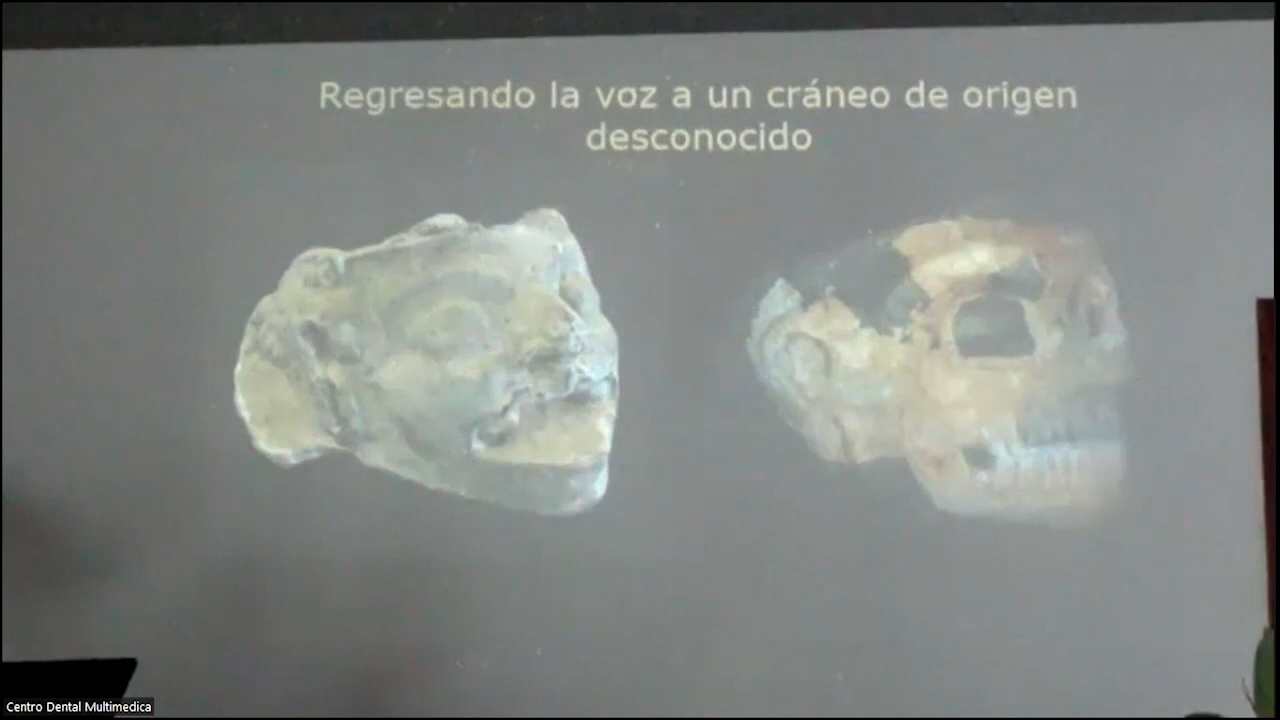 Regresando la voz a un cráneo de origen
desconocido
Centro Dental Multimedica